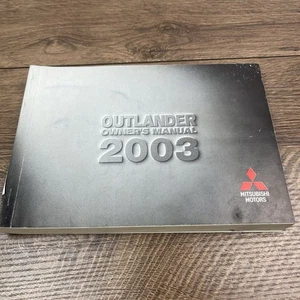 OUTLANDER
OWNER'S MANUAL
2003
MITSUBISHI
MOTORS